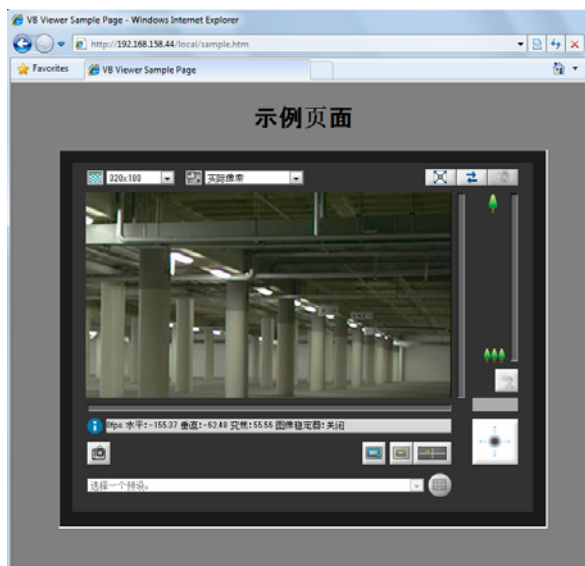 VB Viewer Sample Page - Windows Internet Explorer
http://192.168.158.44/local/sample.htm
Favorites VB Viewer Sample Page
示例页面
320x180 实际像素
0fps 水平:-155.37 垂直:-62.48 变焦:55.56 图像稳定器:关闭
选择一个预设。